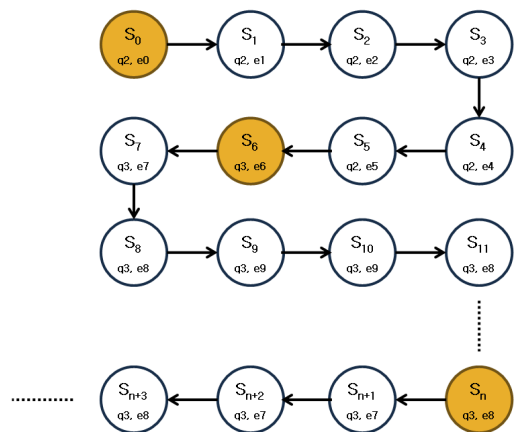 S0
q2, e0
S1
q2, e1
S2
q2, e2
S3
q2, e3
S4
q2, e4
S5
q2, e5
S6
q3, e6
S7
q3, e7
S8
q3, e8
S9
q3, e9
S10
q3, e9
S11
q3, e8
Sn
q3, e8
Sn+1
q3, e7
Sn+2
q3, e7
Sn+3
q3, e8